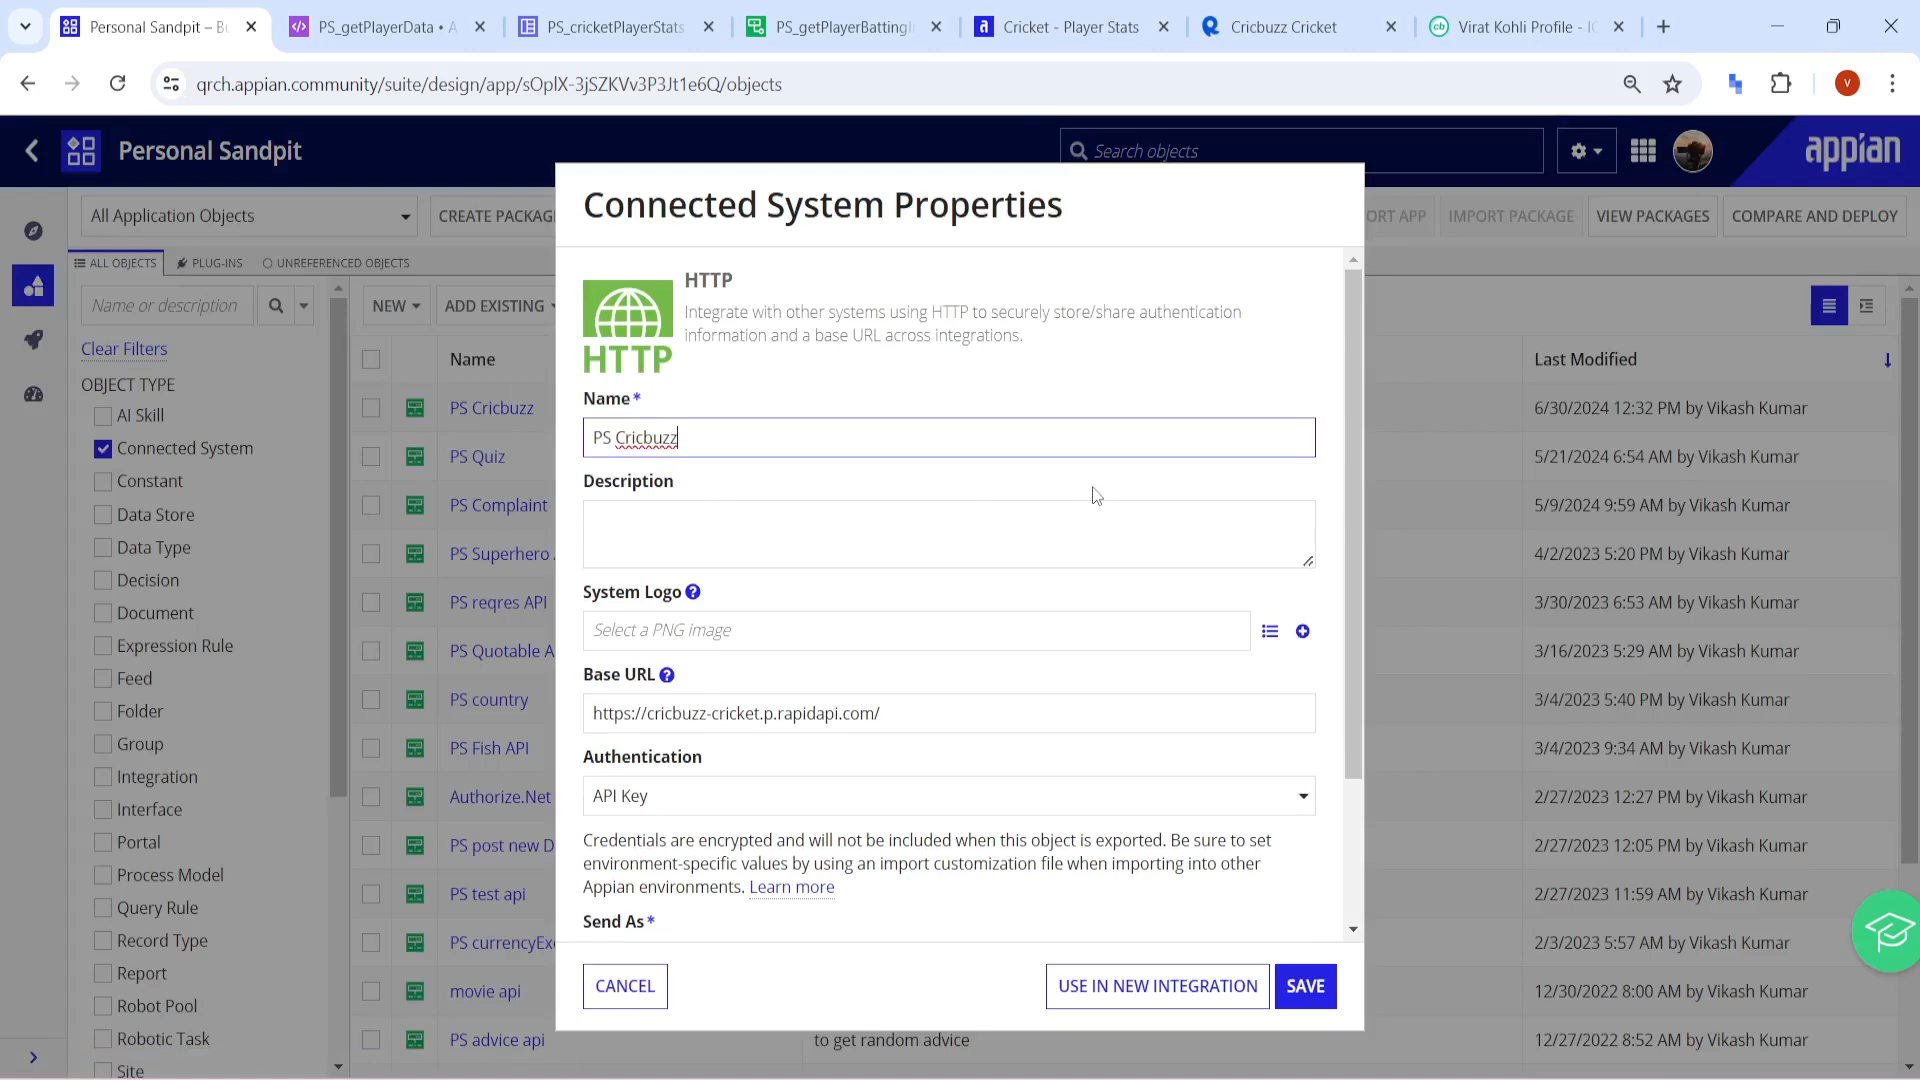 Personal Sandpit – Bu
PS_getPlayerData • A
PS_cricketPlayerStats
PS_getPlayerBattingI
Cricket - Player Stats
Cricbuzz Cricket
Virat Kohli Profile - IC
qrch.appian.community/suite/design/app/sOplX-3jSZKVv3P3Jt1e6Q/objects
V
Personal Sandpit
Search objects
appian
All Application Objects
CREATE PACKAG
ORT APP
IMPORT PACKAGE
VIEW PACKAGES
COMPARE AND DEPLOY
ALL OBJECTS
PLUG-INS
UNREFERENCED OBJECTS
Name or description
NEW
ADD EXISTING
Clear Filters
OBJECT TYPE
AI Skill
Connected System
Constant
Data Store
Data Type
Decision
Document
Expression Rule
Feed
Folder
Group
Integration
Interface
Portal
Process Model
Query Rule
Record Type
Report
Robot Pool
Robotic Task
Site
Name
Last Modified
PS Cricbuzz
6/30/2024 12:32 PM by Vikash Kumar
PS Quiz
5/21/2024 6:54 AM by Vikash Kumar
PS Complaint
5/9/2024 9:59 AM by Vikash Kumar
PS Superhero
4/2/2023 5:20 PM by Vikash Kumar
PS reqres API
3/30/2023 6:53 AM by Vikash Kumar
PS Quotable A
3/16/2023 5:29 AM by Vikash Kumar
PS country
3/4/2023 5:40 PM by Vikash Kumar
PS Fish API
3/4/2023 9:34 AM by Vikash Kumar
Authorize.Net
2/27/2023 12:27 PM by Vikash Kumar
PS post new D
2/27/2023 12:05 PM by Vikash Kumar
PS test api
2/27/2023 11:59 AM by Vikash Kumar
PS currencyExc
2/3/2023 5:57 AM by Vikash Kumar
movie api
12/30/2022 8:00 AM by Vikash Kumar
PS advice api
to get random advice
12/27/2022 8:52 AM by Vikash Kumar
Connected System Properties
HTTP
HTTP
Integrate with other systems using HTTP to securely store/share authentication
information and a base URL across integrations.
Name *
PS Cricbuzz
Description
System Logo ?
Select a PNG image
Base URL ?
https://cricbuzz-cricket.p.rapidapi.com/
Authentication
API Key
Credentials are encrypted and will not be included when this object is exported. Be sure to set
environment-specific values by using an import customization file when importing into other
Appian environments. Learn more
Send As *
CANCEL
USE IN NEW INTEGRATION
SAVE